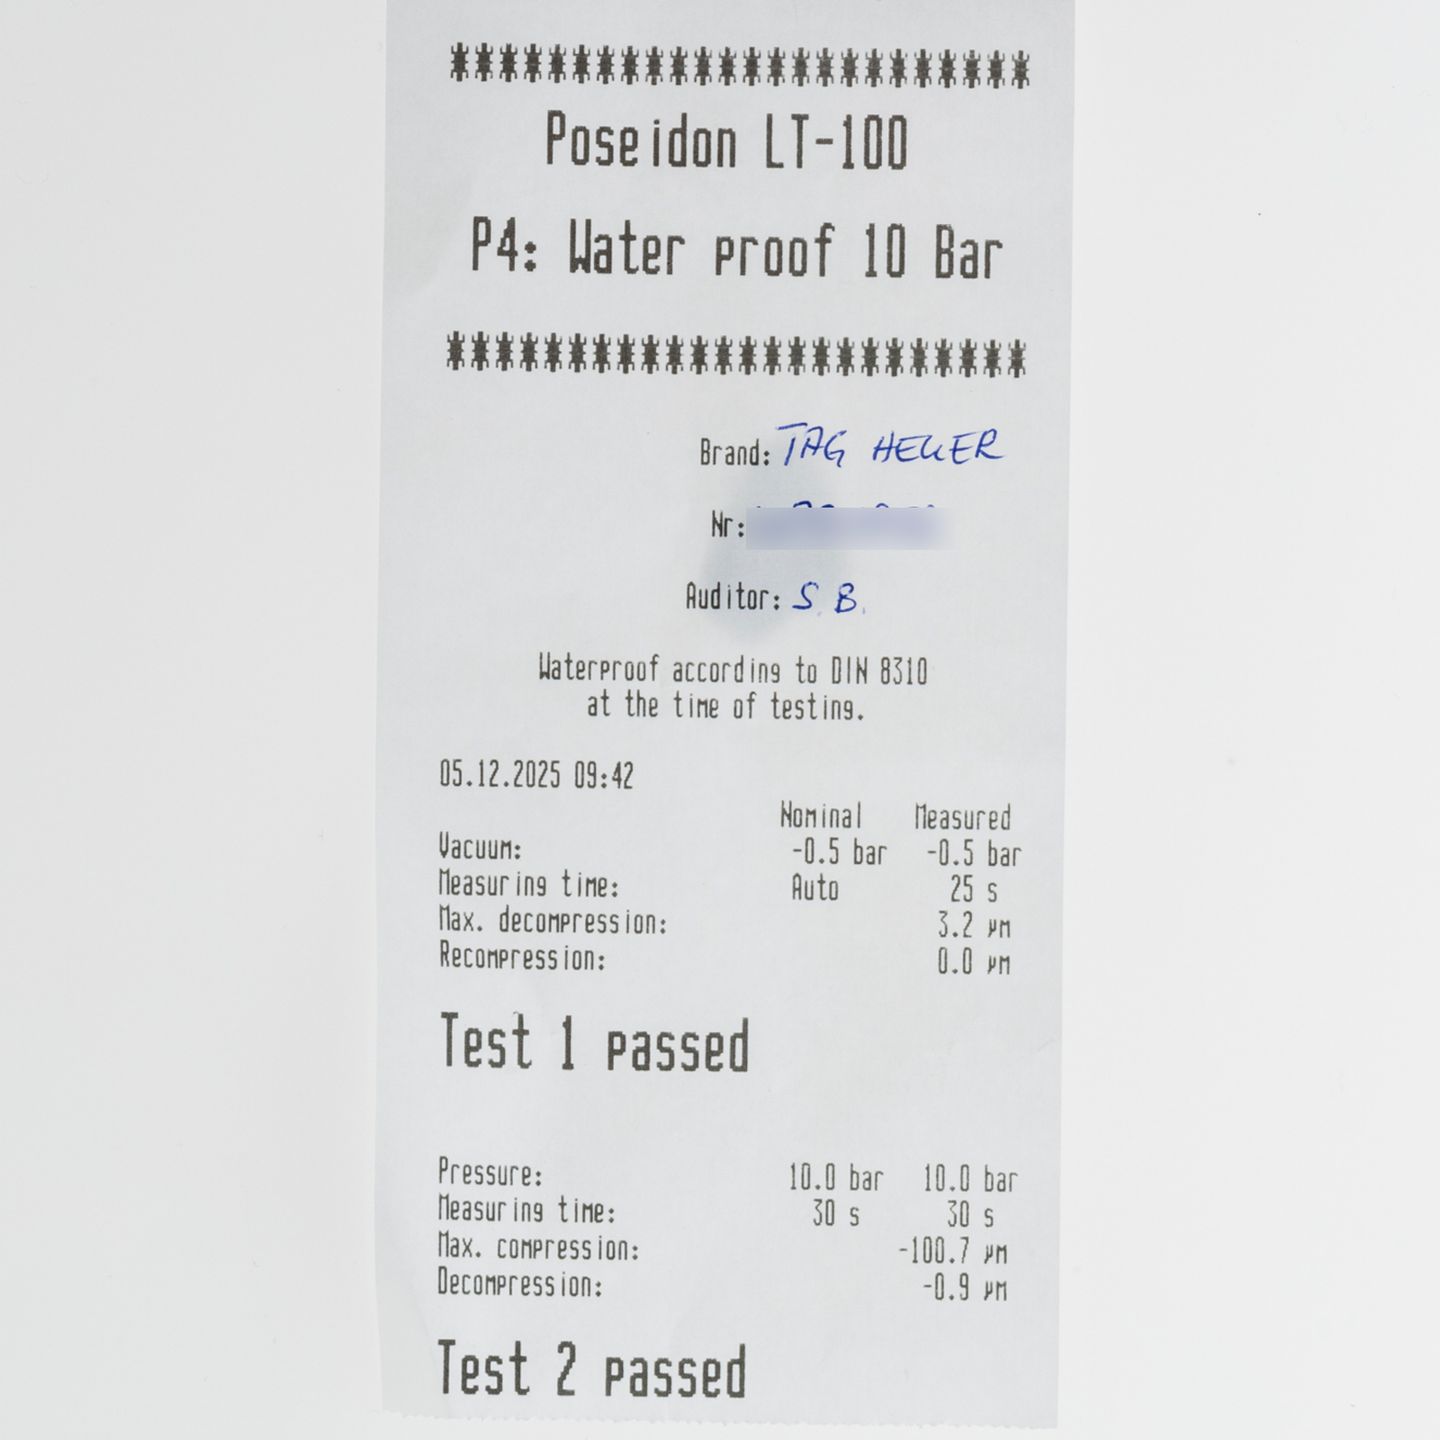 Poseidon LT-100
P4: Water proof 10 Bar
Brand: TAG HEUER
Nr:
Auditor: S.B.
Waterproof according to DIN 8310
at the time of testing.
05.12.2025 09:42
Nominal Measured
Vacuum: -0.5 bar -0.5 bar
Measuring time: Auto 25 s
Max. decompression: 3.2 µm
Recompression: 0.0 µm
Test 1 passed
Pressure: 10.0 bar 10.0 bar
Measuring time: 30 s 30 s
Max. compression: -100.7 µm
Decompression: -0.9 µm
Test 2 passed